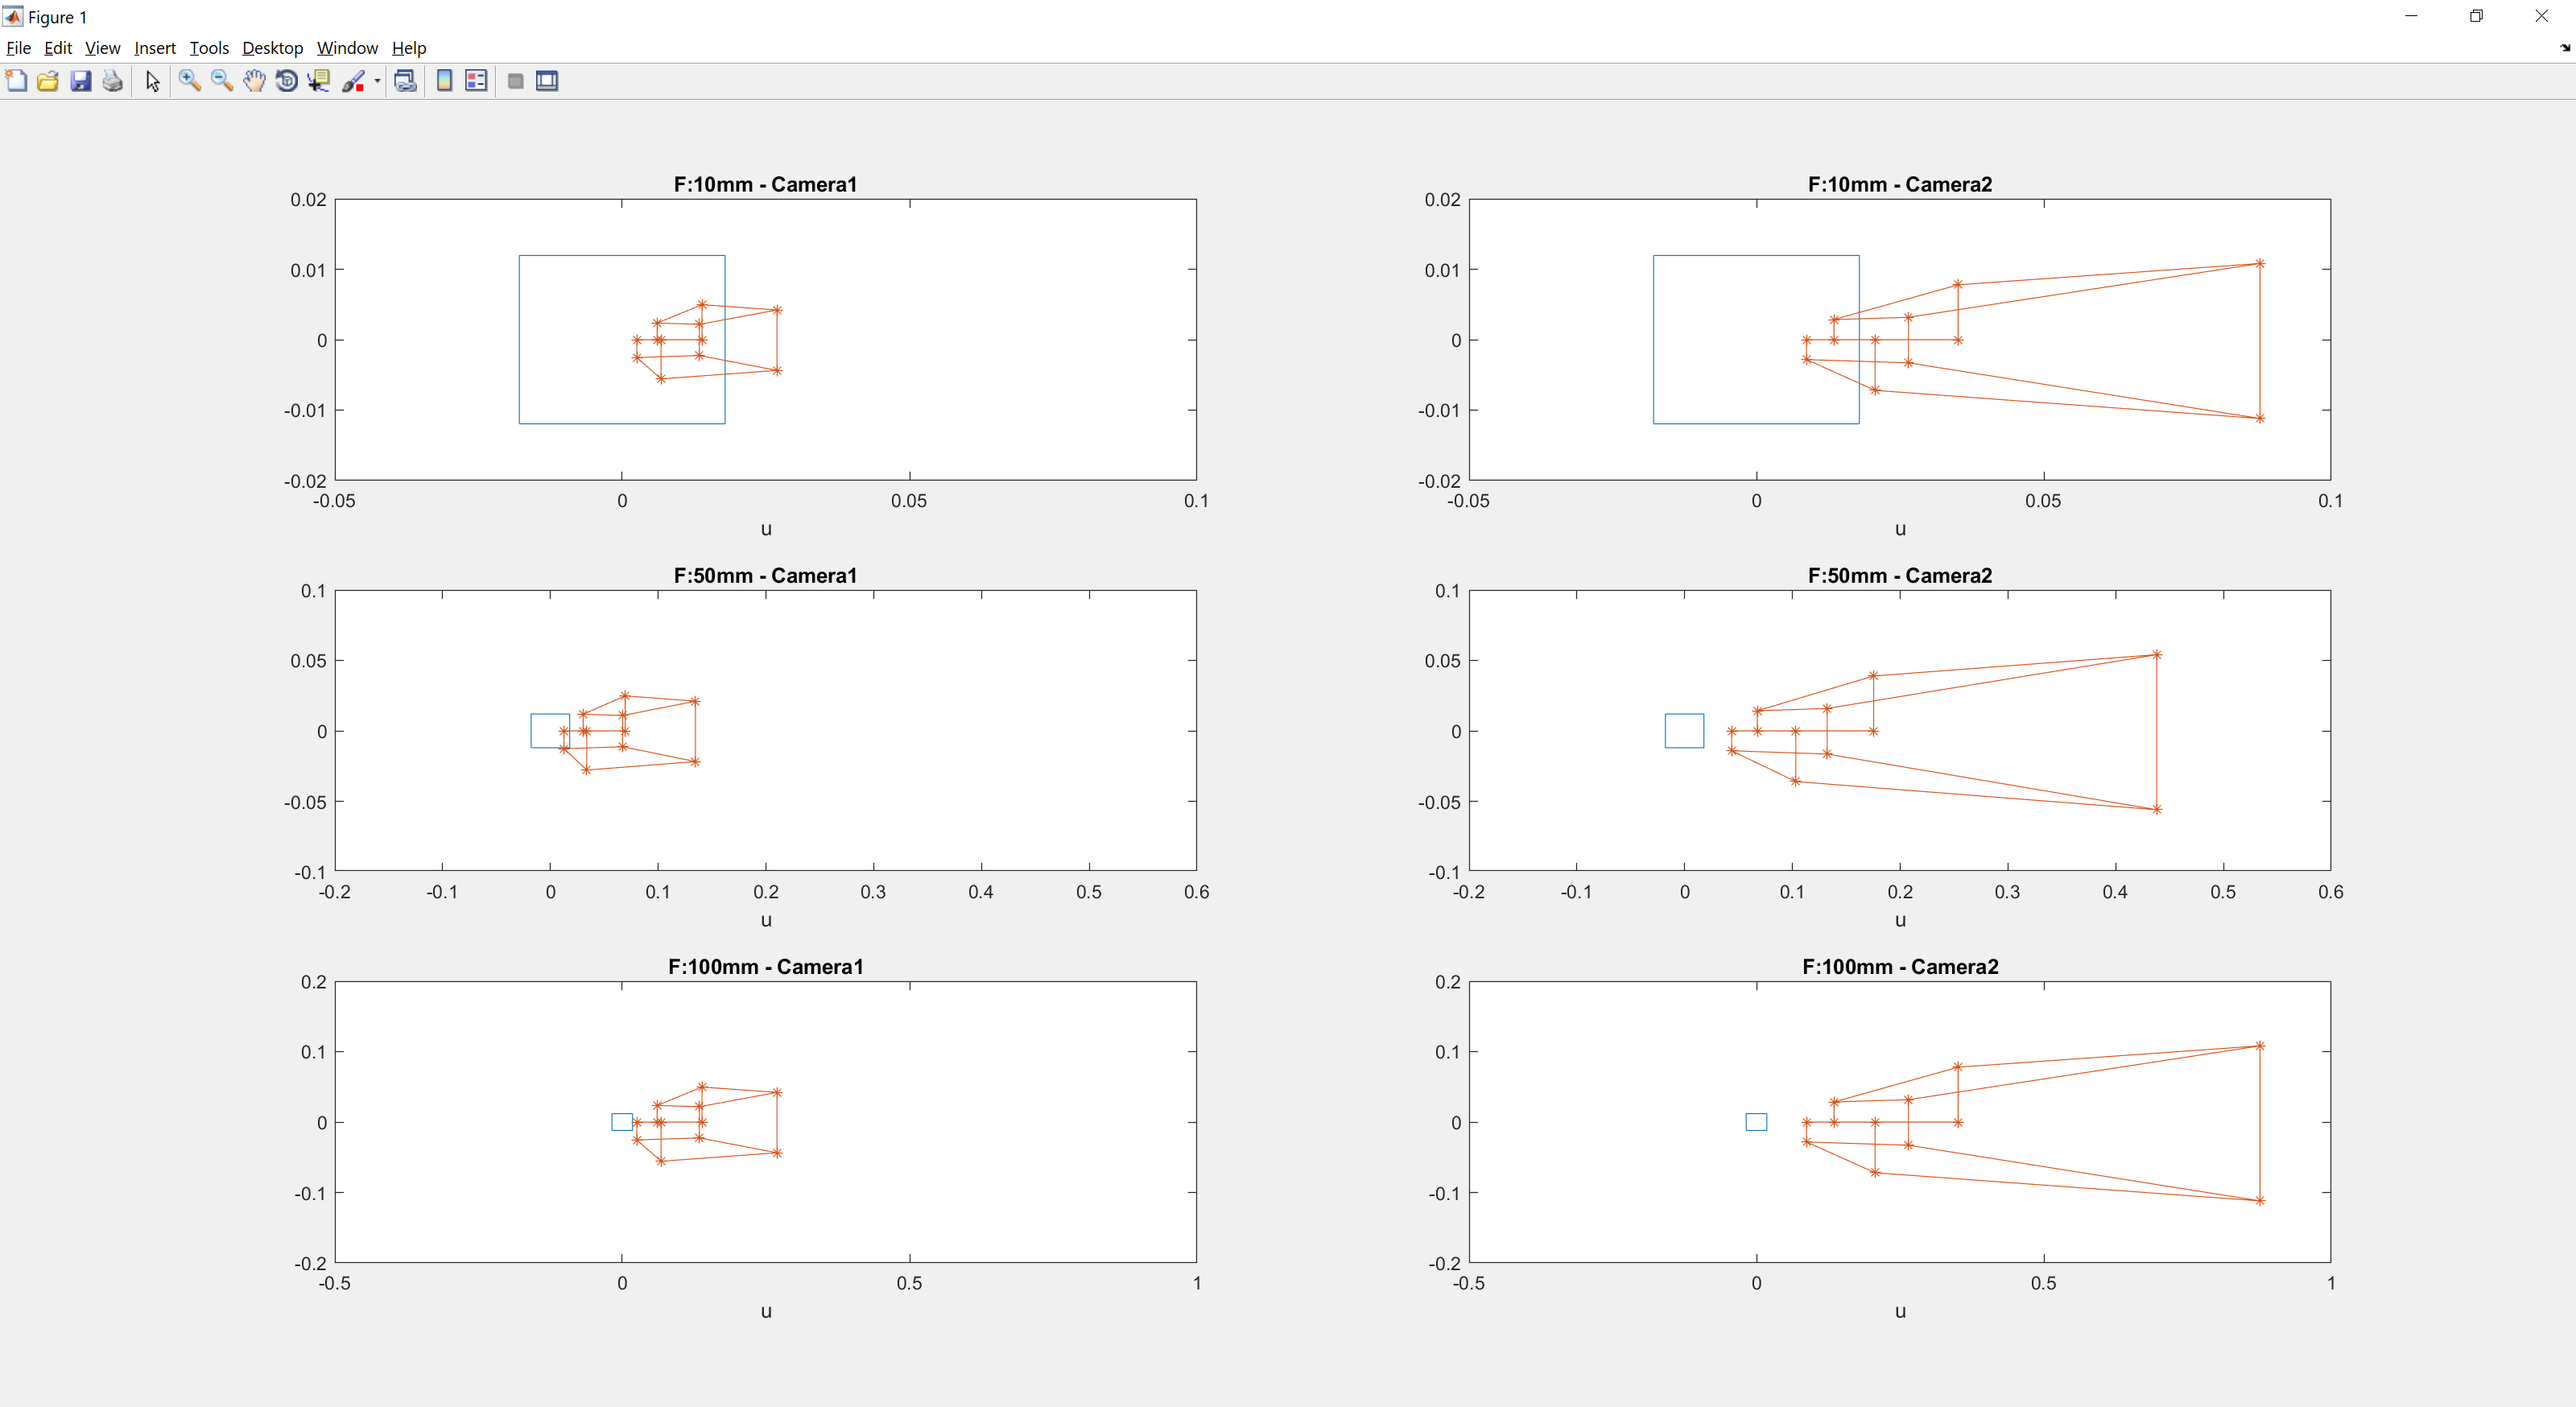 Figure 1
File Edit View Insert Tools Desktop Window Help
F:10mm - Camera1
0.02
0.01
0
-0.01
-0.02
-0.05 0 0.05 0.1
u
F:10mm - Camera2
0.02
0.01
0
-0.01
-0.02
-0.05 0 0.05 0.1
u
F:50mm - Camera1
0.1
0.05
0
-0.05
-0.1
-0.2 -0.1 0 0.1 0.2 0.3 0.4 0.5 0.6
u
F:50mm - Camera2
0.1
0.05
0
-0.05
-0.1
-0.2 -0.1 0 0.1 0.2 0.3 0.4 0.5 0.6
u
F:100mm - Camera1
0.2
0.1
0
-0.1
-0.2
-0.5 0 0.5 1
u
F:100mm - Camera2
0.2
0.1
0
-0.1
-0.2
-0.5 0 0.5 1
u